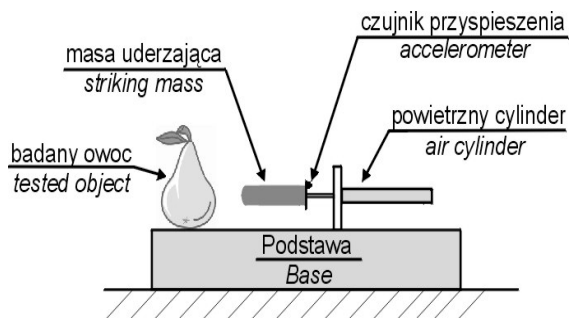 czujnik przyspieszenia
accelerometer
masa uderzająca
striking mass
powietrzny cylinder
air cylinder
badany owoc
tested object
Podstawa
Base